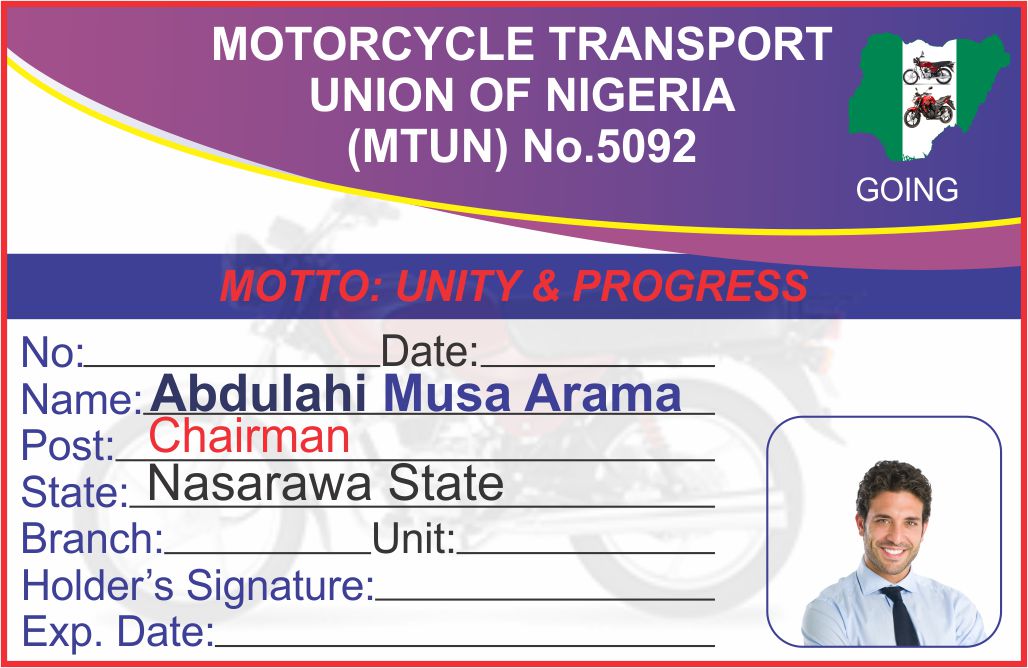 MOTORCYCLE TRANSPORT
UNION OF NIGERIA
(MTUN) No.5092
GOING
MOTTO: UNITY & PROGRESS
No: Date:
Name: Abdulahi Musa Arama
Post: Chairman
State: Nasarawa State
Branch: Unit:
Holder’s Signature:
Exp. Date: